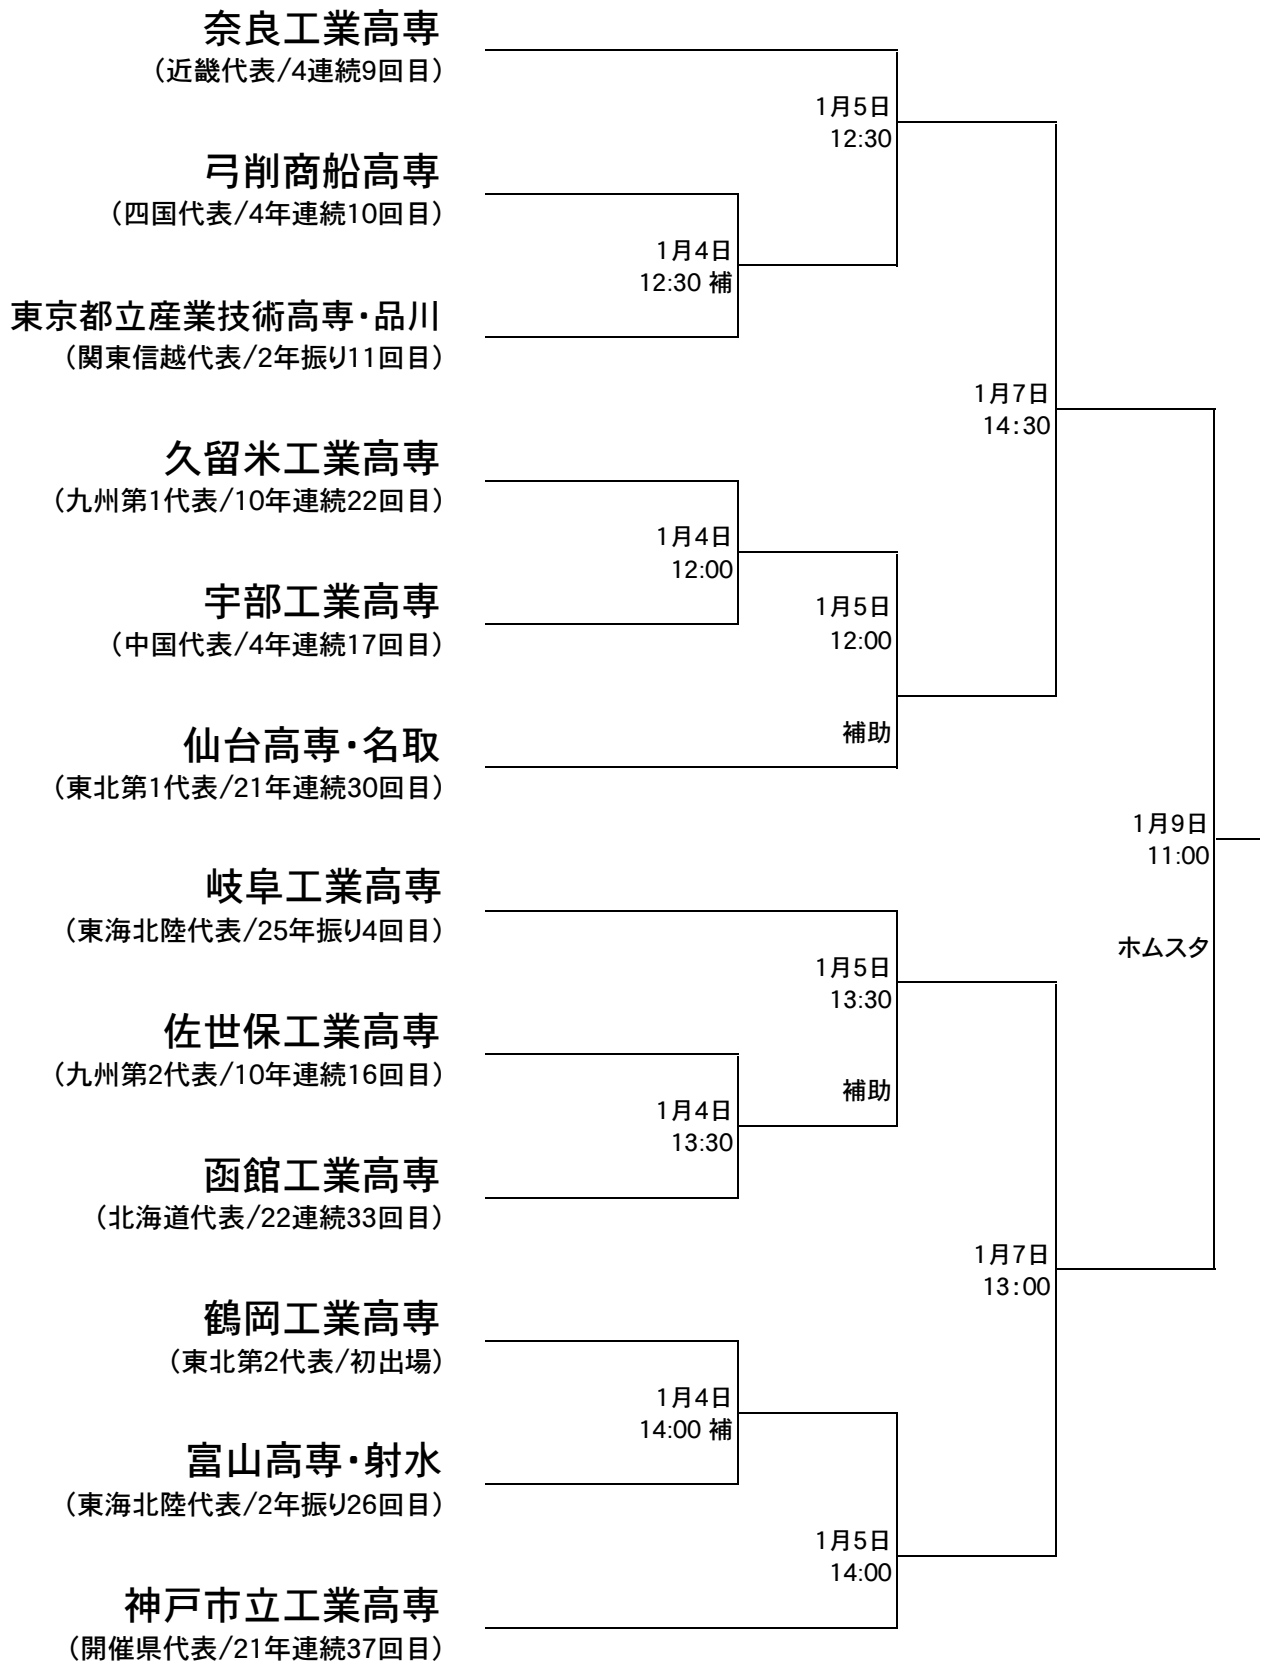 奈良工業高専
（近畿代表/4連続9回目）
1月5日
12:30
弓削商船高専
（四国代表/4年連続10回目）
1月4日
12:30 補
東京都立産業技術高専・品川
（関東信越代表/2年振り11回目）
1月7日
14:30
久留米工業高専
（九州第1代表/10年連続22回目）
1月4日
12:00
宇部工業高専
（中国代表/4年連続17回目）
1月5日
12:00
補助
仙台高専・名取
（東北第1代表/21年連続30回目）
1月9日
11:00
ホムスタ
岐阜工業高専
（東海北陸代表/25年振り4回目）
1月5日
13:30
補助
佐世保工業高専
（九州第2代表/10年連続16回目）
1月4日
13:30
函館工業高専
（北海道代表/22連続33回目）
1月7日
13:00
鶴岡工業高専
（東北第2代表/初出場）
1月4日
14:00 補
富山高専・射水
（東海北陸代表/2年振り26回目）
1月5日
14:00
神戸市立工業高専
（開催県代表/21年連続37回目）